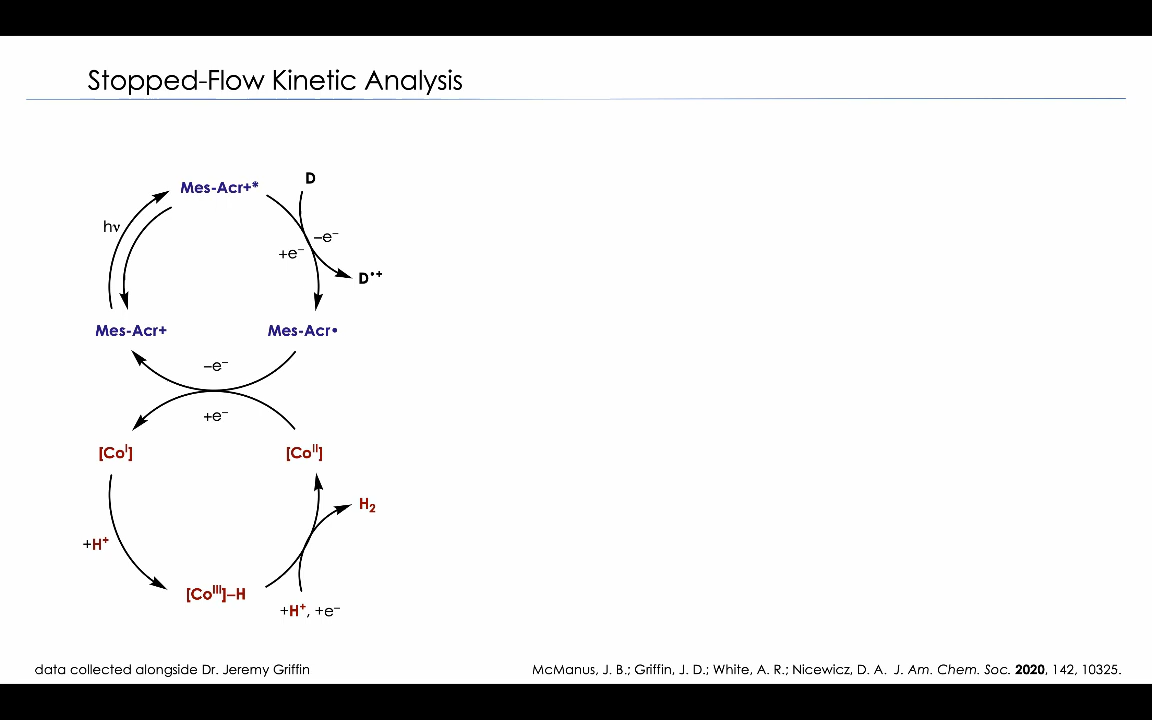 Stopped-Flow Kinetic Analysis
D
Mes-Acr+*
hν
–e⁻
+e⁻
D•⁺
Mes-Acr+
Mes-Acr•
–e⁻
+e⁻
[Coᴵ]
[Coᴵᴵ]
H₂
+H⁺
[Coᴵᴵᴵ]–H
+H⁺, +e⁻
data collected alongside Dr. Jeremy Griffin
McManus, J. B.; Griffin, J. D.; White, A. R.; Nicewicz, D. A. J. Am. Chem. Soc. 2020, 142, 10325.